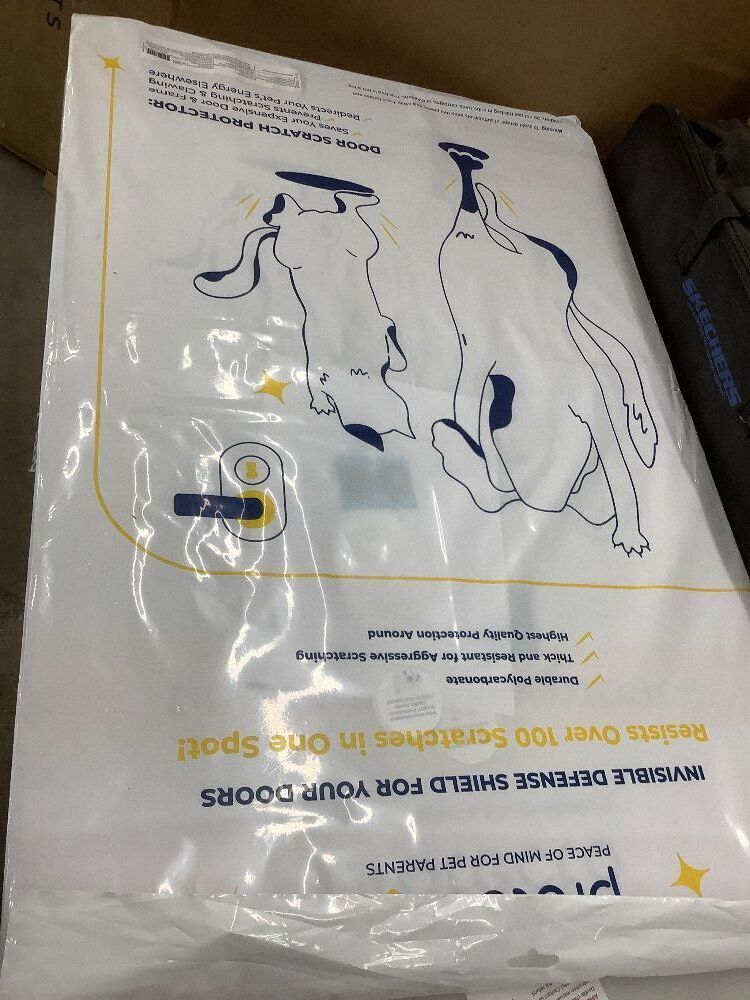 PEACE OF MIND FOR PET PARENTS
INVISIBLE DEFENSE SHIELD FOR YOUR DOORS
Resists Over 100 Scratches in One Spot!
Durable Polycarbonate
Thick and Resistant for Aggressive Scratching
Highest Quality Protection Around
DOOR SCRATCH PROTECTOR:
Saves Your Expensive Door & Frame
Prevents Scratching & Clawing
Redirects Your Pet's Energy Elsewhere
SKECHERS